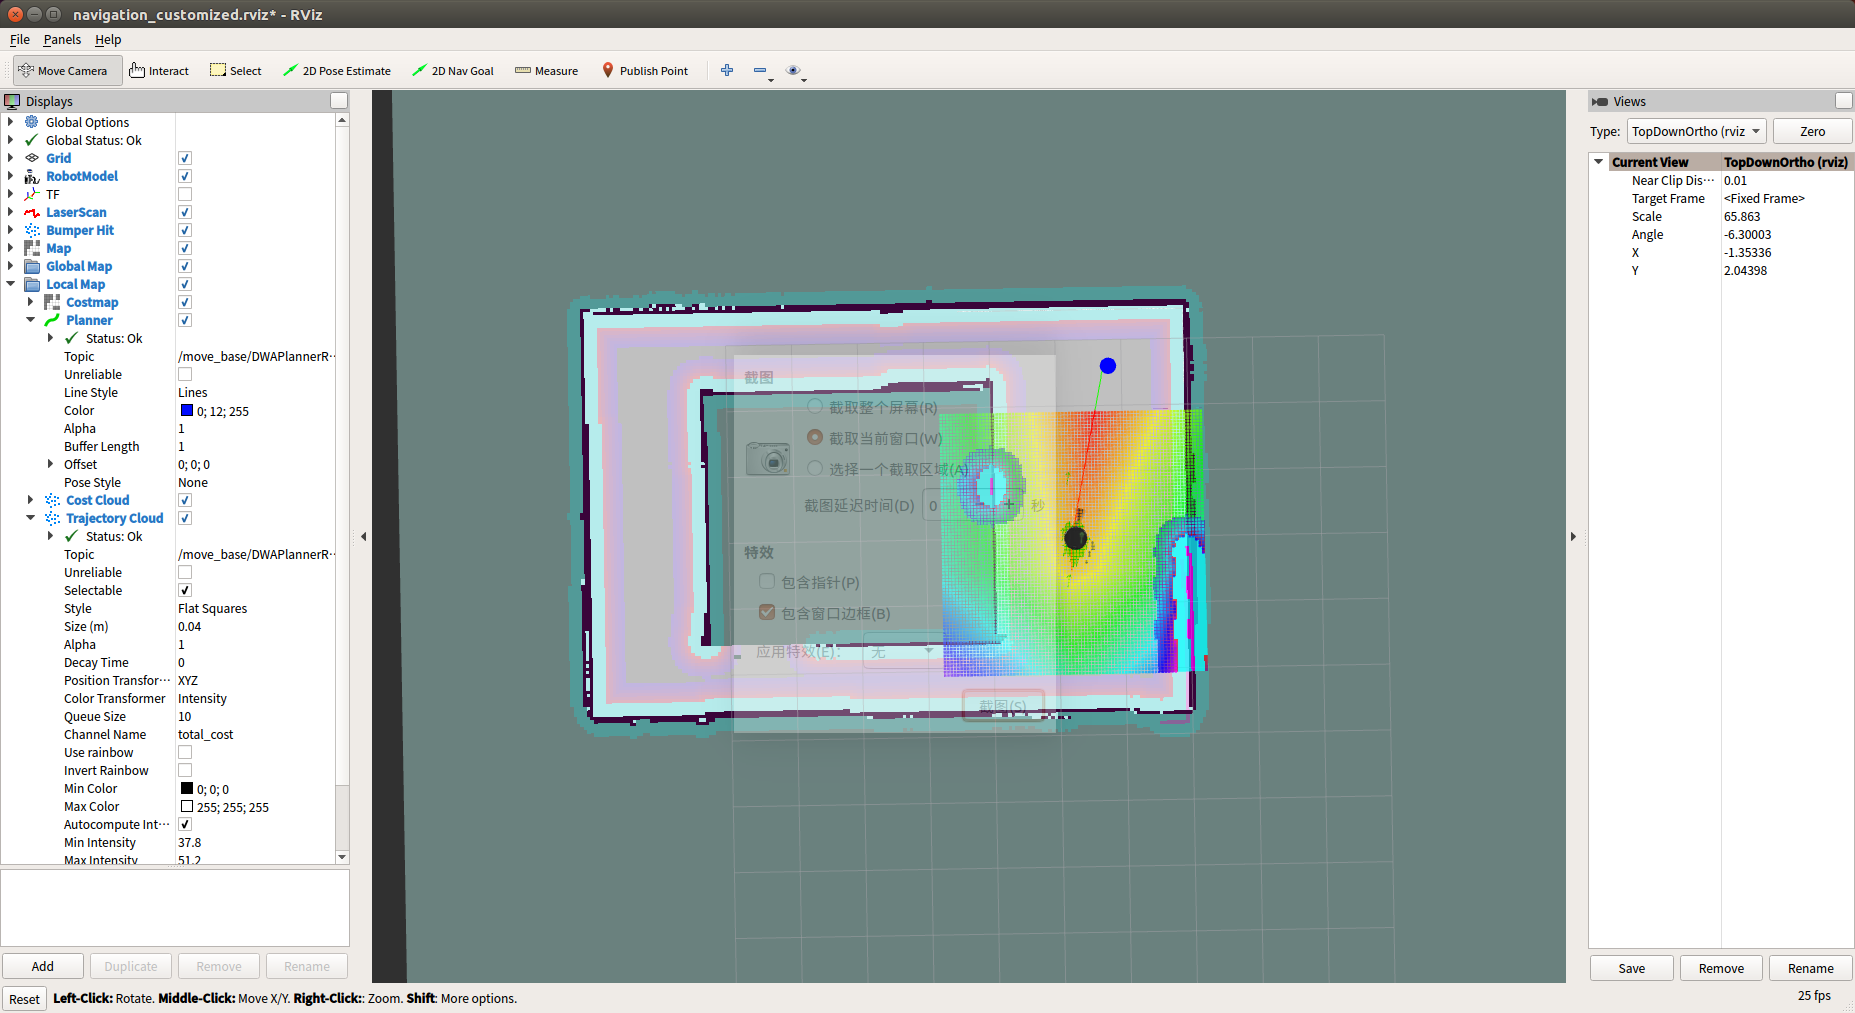 navigation_customized.rviz* - RViz
File Panels Help
Move Camera Interact Select 2D Pose Estimate 2D Nav Goal Measure Publish Point
Displays
Global Options
Global Status: Ok
Grid
RobotModel
TF
LaserScan
Bumper Hit
Map
Global Map
Local Map
Costmap
Planner
Status: Ok
Topic /move_base/DWAPlannerR···
Unreliable
Line Style Lines
Color 0; 12; 255
Alpha 1
Buffer Length 1
Offset 0; 0; 0
Pose Style None
Cost Cloud
Trajectory Cloud
Status: Ok
Topic /move_base/DWAPlannerR···
Unreliable
Selectable
Style Flat Squares
Size (m) 0.04
Alpha 1
Decay Time 0
Position Transfor··· XYZ
Color Transformer Intensity
Queue Size 10
Channel Name total_cost
Use rainbow
Invert Rainbow
Min Color 0; 0; 0
Max Color 255; 255; 255
Autocompute Int···
Min Intensity 37.8
Max Intensity 51.2
Add Duplicate Remove Rename
截图
截取整个屏幕(R)
截取当前窗口(W)
选择一个截取区域(A)
截图延迟时间(D) 0 + 秒
特效
包含指针(P)
包含窗口边框(B)
应用特效(E): 无
截图(S)
Views
Type: TopDownOrtho (rviz Zero
Current View TopDownOrtho (rviz)
Near Clip Dis··· 0.01
Target Frame <Fixed Frame>
Scale 65.863
Angle -6.30003
X -1.35336
Y 2.04398
Save Remove Rename
Reset Left-Click: Rotate. Middle-Click: Move X/Y. Right-Click:: Zoom. Shift: More options.
25 fps